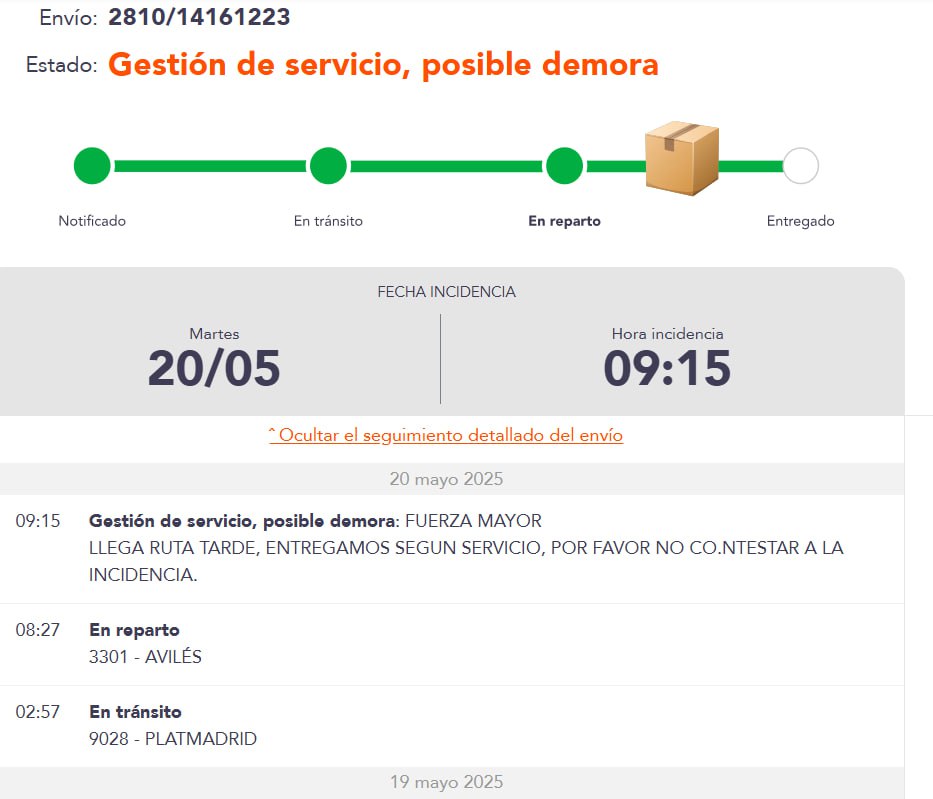 Envío: 2810/14161223
Estado: Gestión de servicio, posible demora
Notificado
En tránsito
En reparto
Entregado
FECHA INCIDENCIA
Martes
20/05
Hora incidencia
09:15
ˆ Ocultar el seguimiento detallado del envío
20 mayo 2025
09:15 Gestión de servicio, posible demora: FUERZA MAYOR
LLEGA RUTA TARDE, ENTREGAMOS SEGUN SERVICIO, POR FAVOR NO CO.NTESTAR A LA
INCIDENCIA.
08:27 En reparto
3301 - AVILÉS
02:57 En tránsito
9028 - PLATMADRID
19 mayo 2025